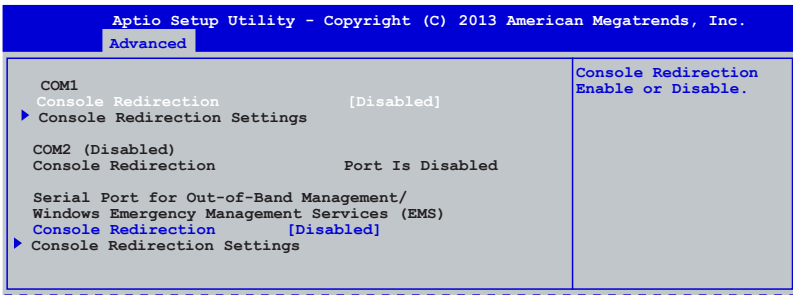 Aptio Setup Utility - Copyright (C) 2013 American Megatrends, Inc.
Advanced
COM1
Console Redirection [Disabled]
Console Redirection Settings
COM2 (Disabled)
Console Redirection Port Is Disabled
Serial Port for Out-of-Band Management/
Windows Emergency Management Services (EMS)
Console Redirection [Disabled]
Console Redirection Settings
Console Redirection
Enable or Disable.